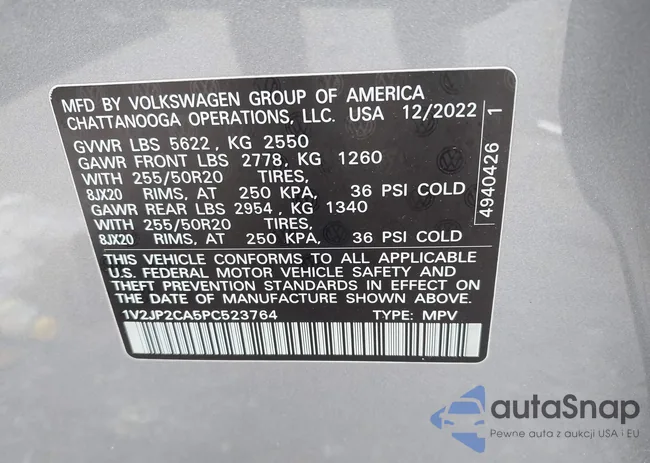 MFD BY VOLKSWAGEN GROUP OF AMERICA
CHATTANOOGA OPERATIONS, LLC. USA 12/2022
GVWR LBS 5622 , KG 2550
GAWR FRONT LBS 2778, KG 1260
WITH 255/50R20 TIRES,
8JX20 RIMS, AT 250 KPA, 36 PSI COLD
GAWR REAR LBS 2954 , KG 1340
WITH 255/50R20 TIRES,
8JX20 RIMS, AT 250 KPA, 36 PSI COLD
THIS VEHICLE CONFORMS TO ALL APPLICABLE
U.S. FEDERAL MOTOR VEHICLE SAFETY AND
THEFT PREVENTION STANDARDS IN EFFECT ON
THE DATE OF MANUFACTURE SHOWN ABOVE.
1V2JP2CA5PC523764 TYPE: MPV
4940426 1
autoSnap
Pewne auta z aukcji USA i EU